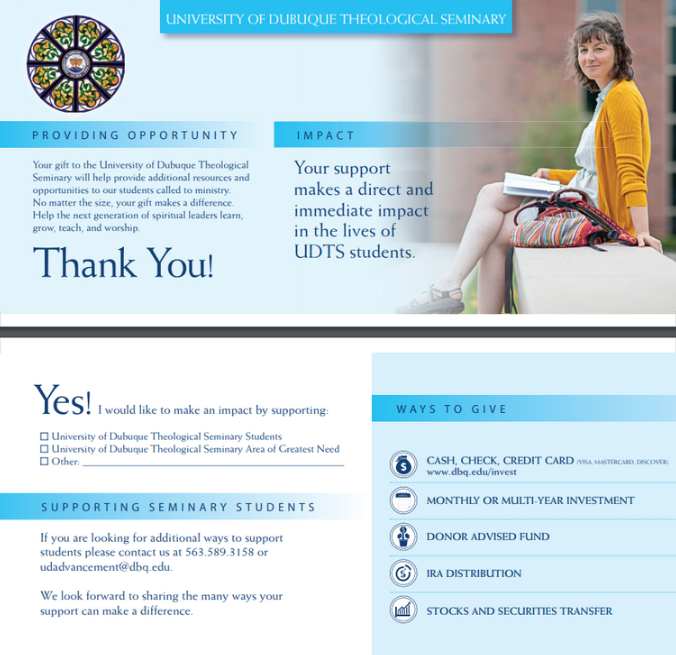 UNIVERSITY OF DUBUQUE THEOLOGICAL SEMINARY
PROVIDING OPPORTUNITY
Your gift to the University of Dubuque Theological
Seminary will help provide additional resources and
opportunities to our students called to ministry.
No matter the size, your gift makes a difference.
Help the next generation of spiritual leaders learn,
grow, teach, and worship.
Thank You!
IMPACT
Your support
makes a direct and
immediate impact
in the lives of
UDTS students.
Yes! I would like to make an impact by supporting:
University of Dubuque Theological Seminary Students
University of Dubuque Theological Seminary Area of Greatest Need
Other:
SUPPORTING SEMINARY STUDENTS
If you are looking for additional ways to support
students please contact us at 563.589.3158 or
udadvancement@dbq.edu.
We look forward to sharing the many ways your
support can make a difference.
WAYS TO GIVE
CASH, CHECK, CREDIT CARD (VISA, MASTERCARD, DISCOVER)
www.dbq.edu/invest
MONTHLY OR MULTI-YEAR INVESTMENT
DONOR ADVISED FUND
IRA DISTRIBUTION
STOCKS AND SECURITIES TRANSFER